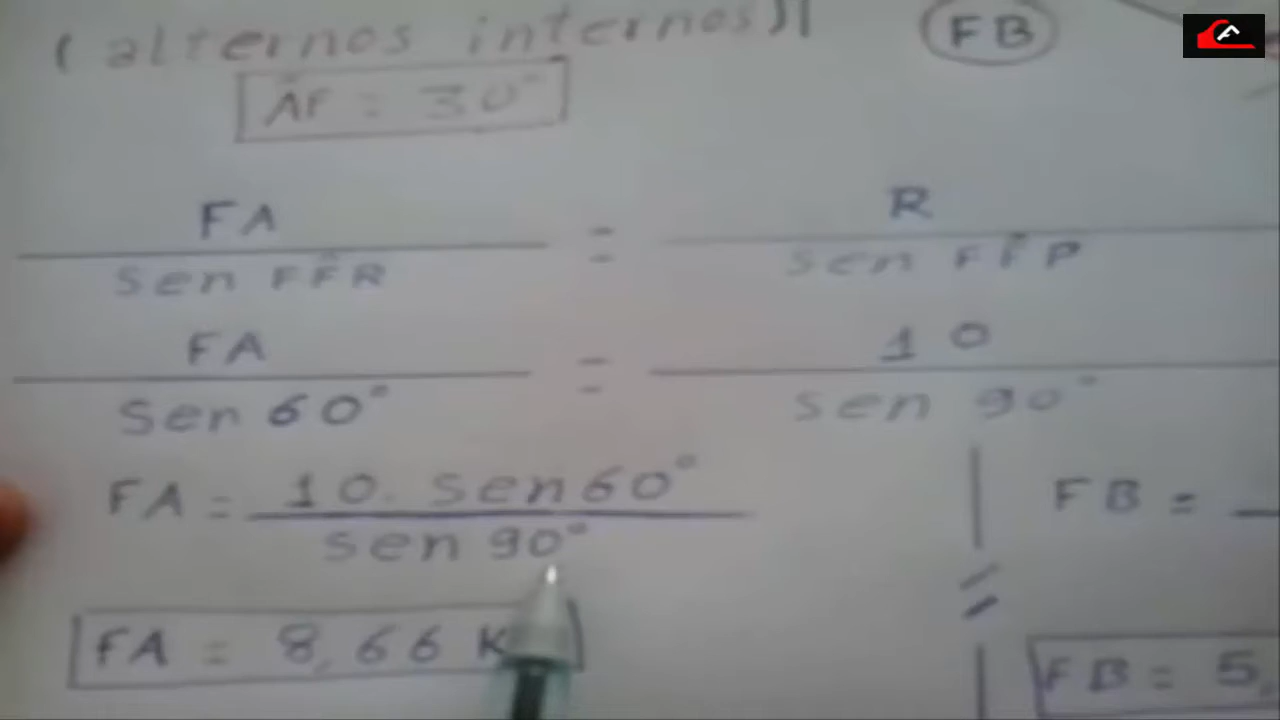 (alternos internos)
FB
AF = 30°
FA = R
sen FF̂R sen FF̂P
FA = 10
Sen 60° sen 90°
FA = 10. sen 60°
sen 90°
FB =
FA = 8,66 K
FB = 5,